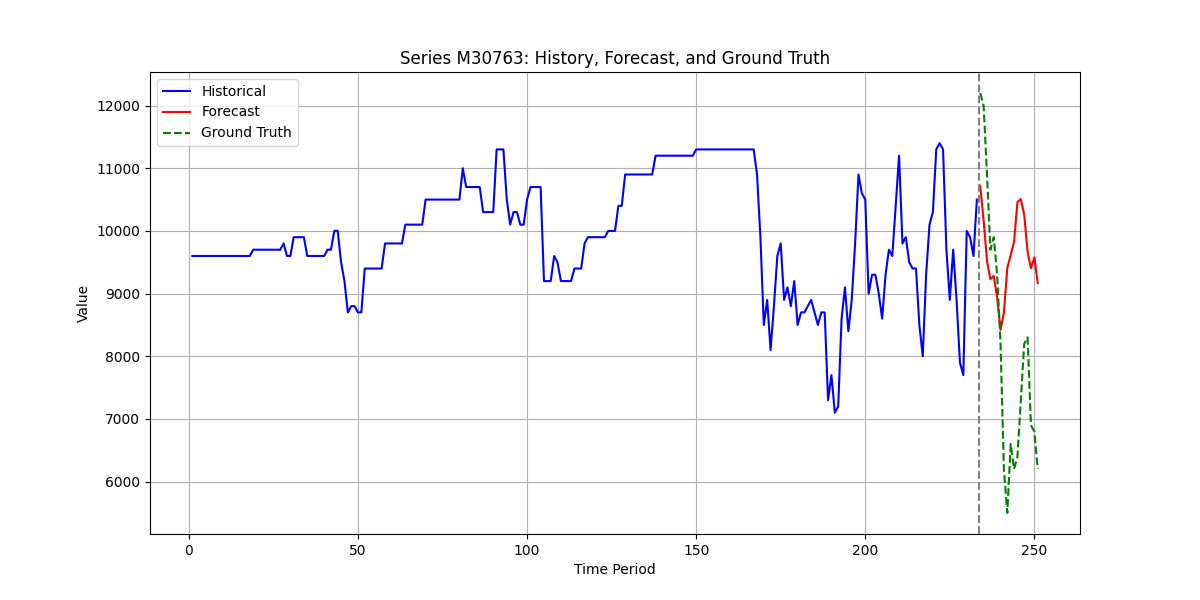 Series M30763: History, Forecast, and Ground Truth
Historical
Forecast
Ground Truth
12000
11000
10000
9000
8000
7000
6000
Value
0 50 100 150 200 250
Time Period